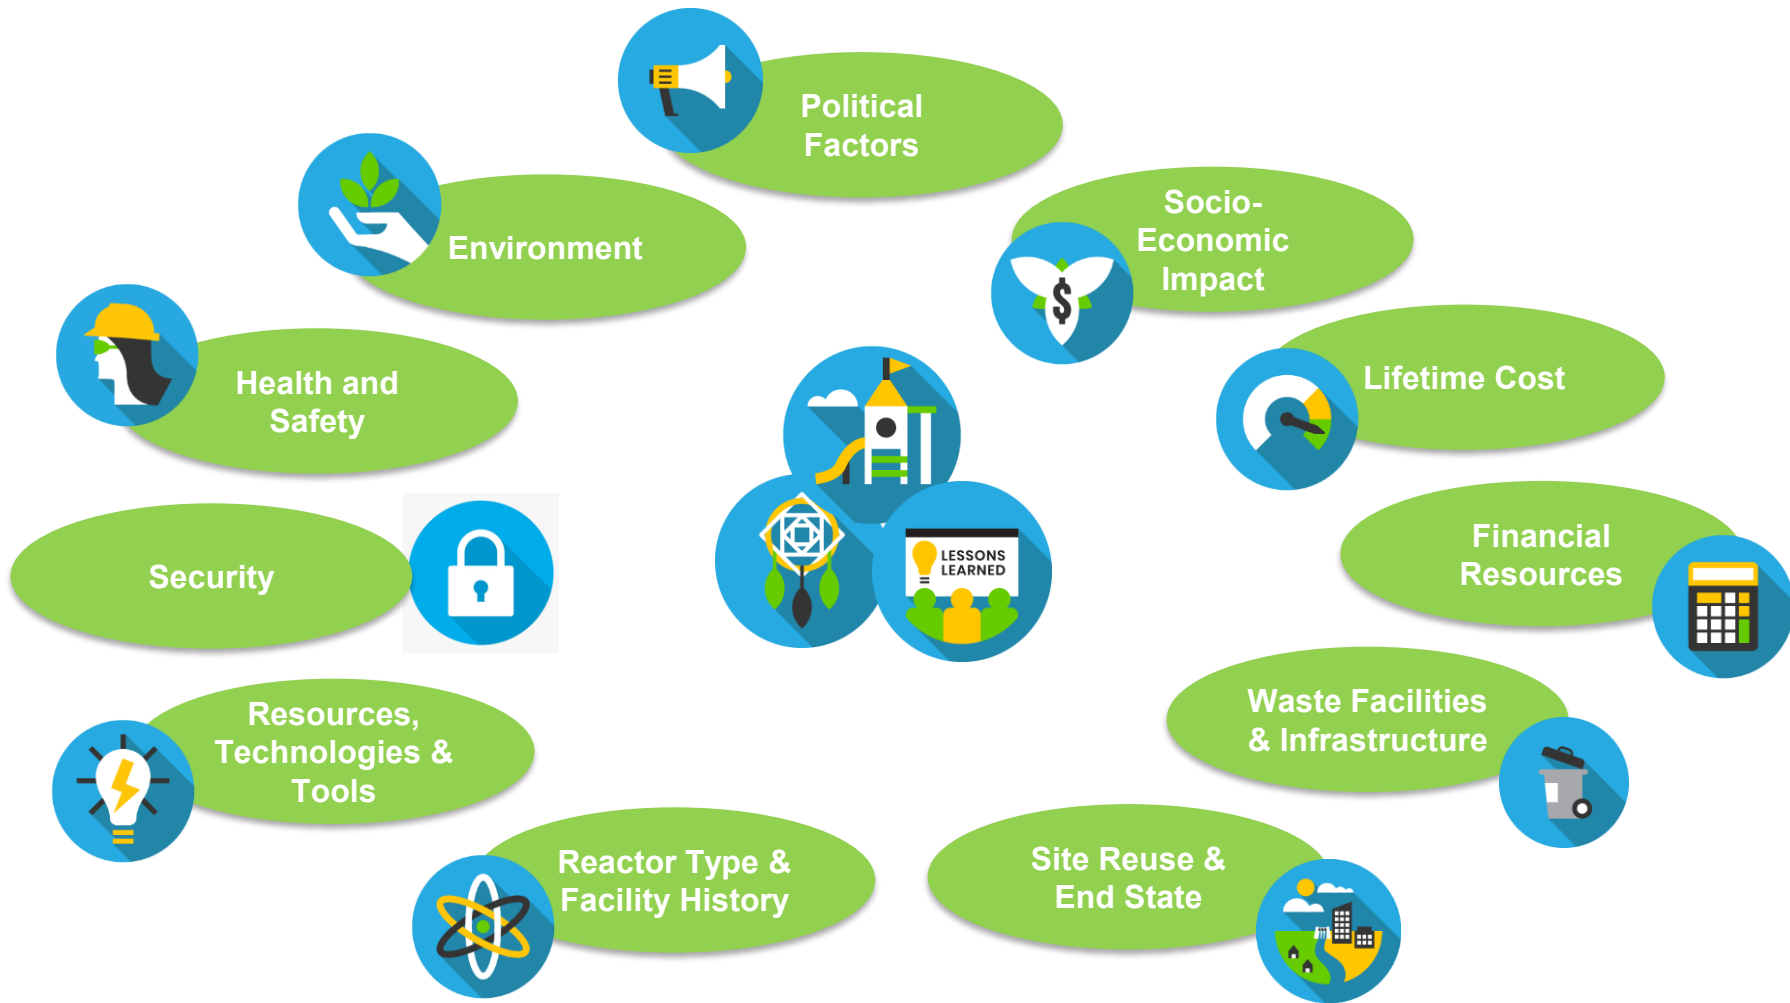 Political
Factors
Socio-
Economic
Impact
Environment
Lifetime Cost
Health and
Safety
Financial
Resources
LESSONS
LEARNED
Security
Waste Facilities
& Infrastructure
Resources,
Technologies &
Tools
Reactor Type &
Facility History
Site Reuse &
End State
$